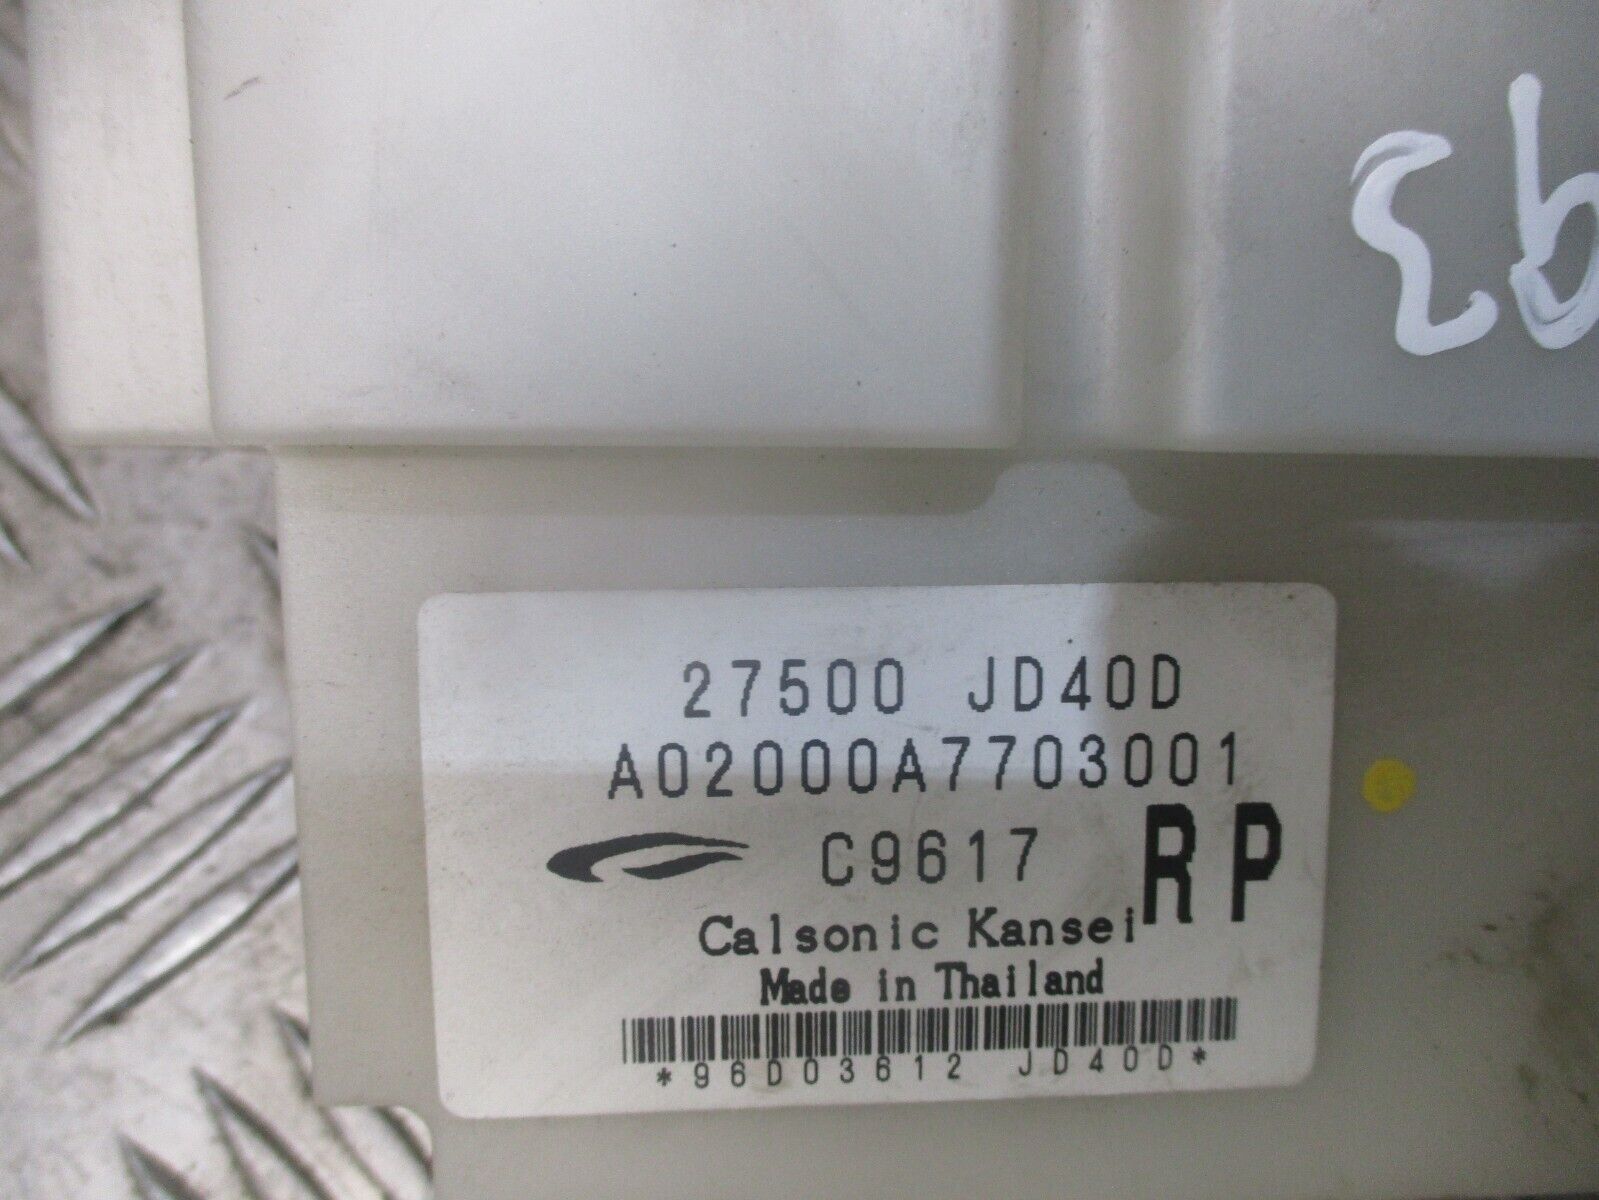 27500 JD40D
A02000A7703001
C9617 RP
Calsonic Kansei
Made in Thailand
*96D03612 JD40D*